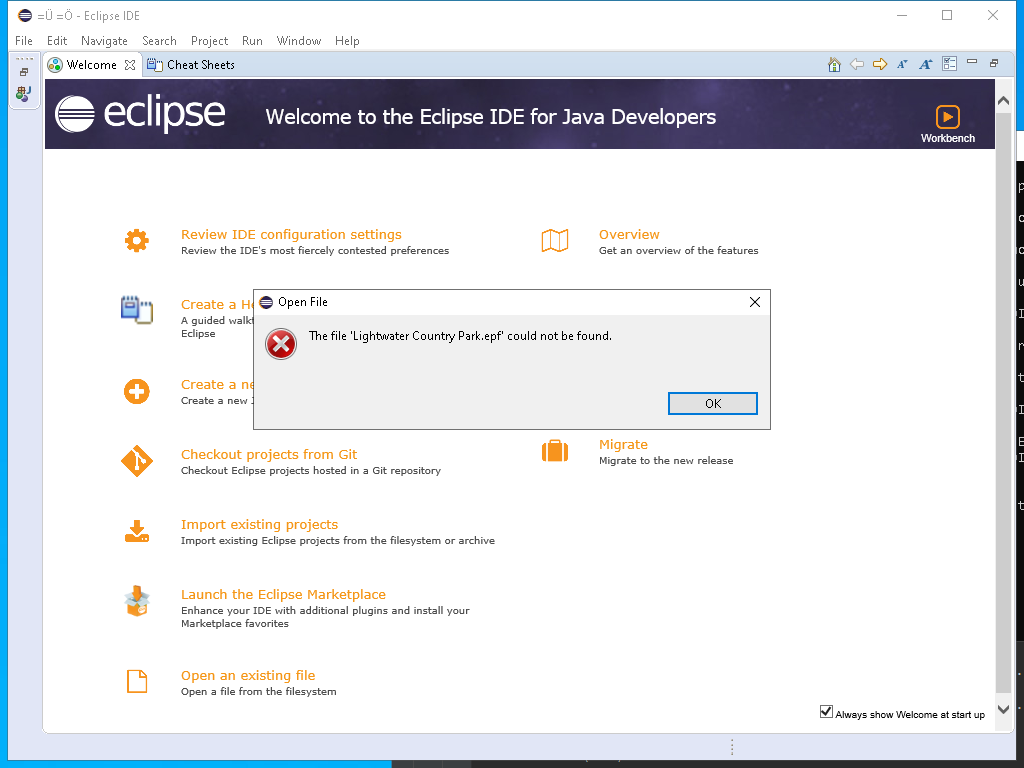 =Ü =Ö - Eclipse IDE
File Edit Navigate Search Project Run Window Help
Welcome Cheat Sheets
eclipse
Welcome to the Eclipse IDE for Java Developers
Workbench
Review IDE configuration settings
Review the IDE's most fiercely contested preferences
Overview
Get an overview of the features
Create a He
A guided walk
Eclipse
Open File
The file 'Lightwater Country Park.epf' could not be found.
OK
Create a ne
Create a new
Checkout projects from Git
Checkout Eclipse projects hosted in a Git repository
Migrate
Migrate to the new release
Import existing projects
Import existing Eclipse projects from the filesystem or archive
Launch the Eclipse Marketplace
Enhance your IDE with additional plugins and install your
Marketplace favorites
Open an existing file
Open a file from the filesystem
Always show Welcome at start up